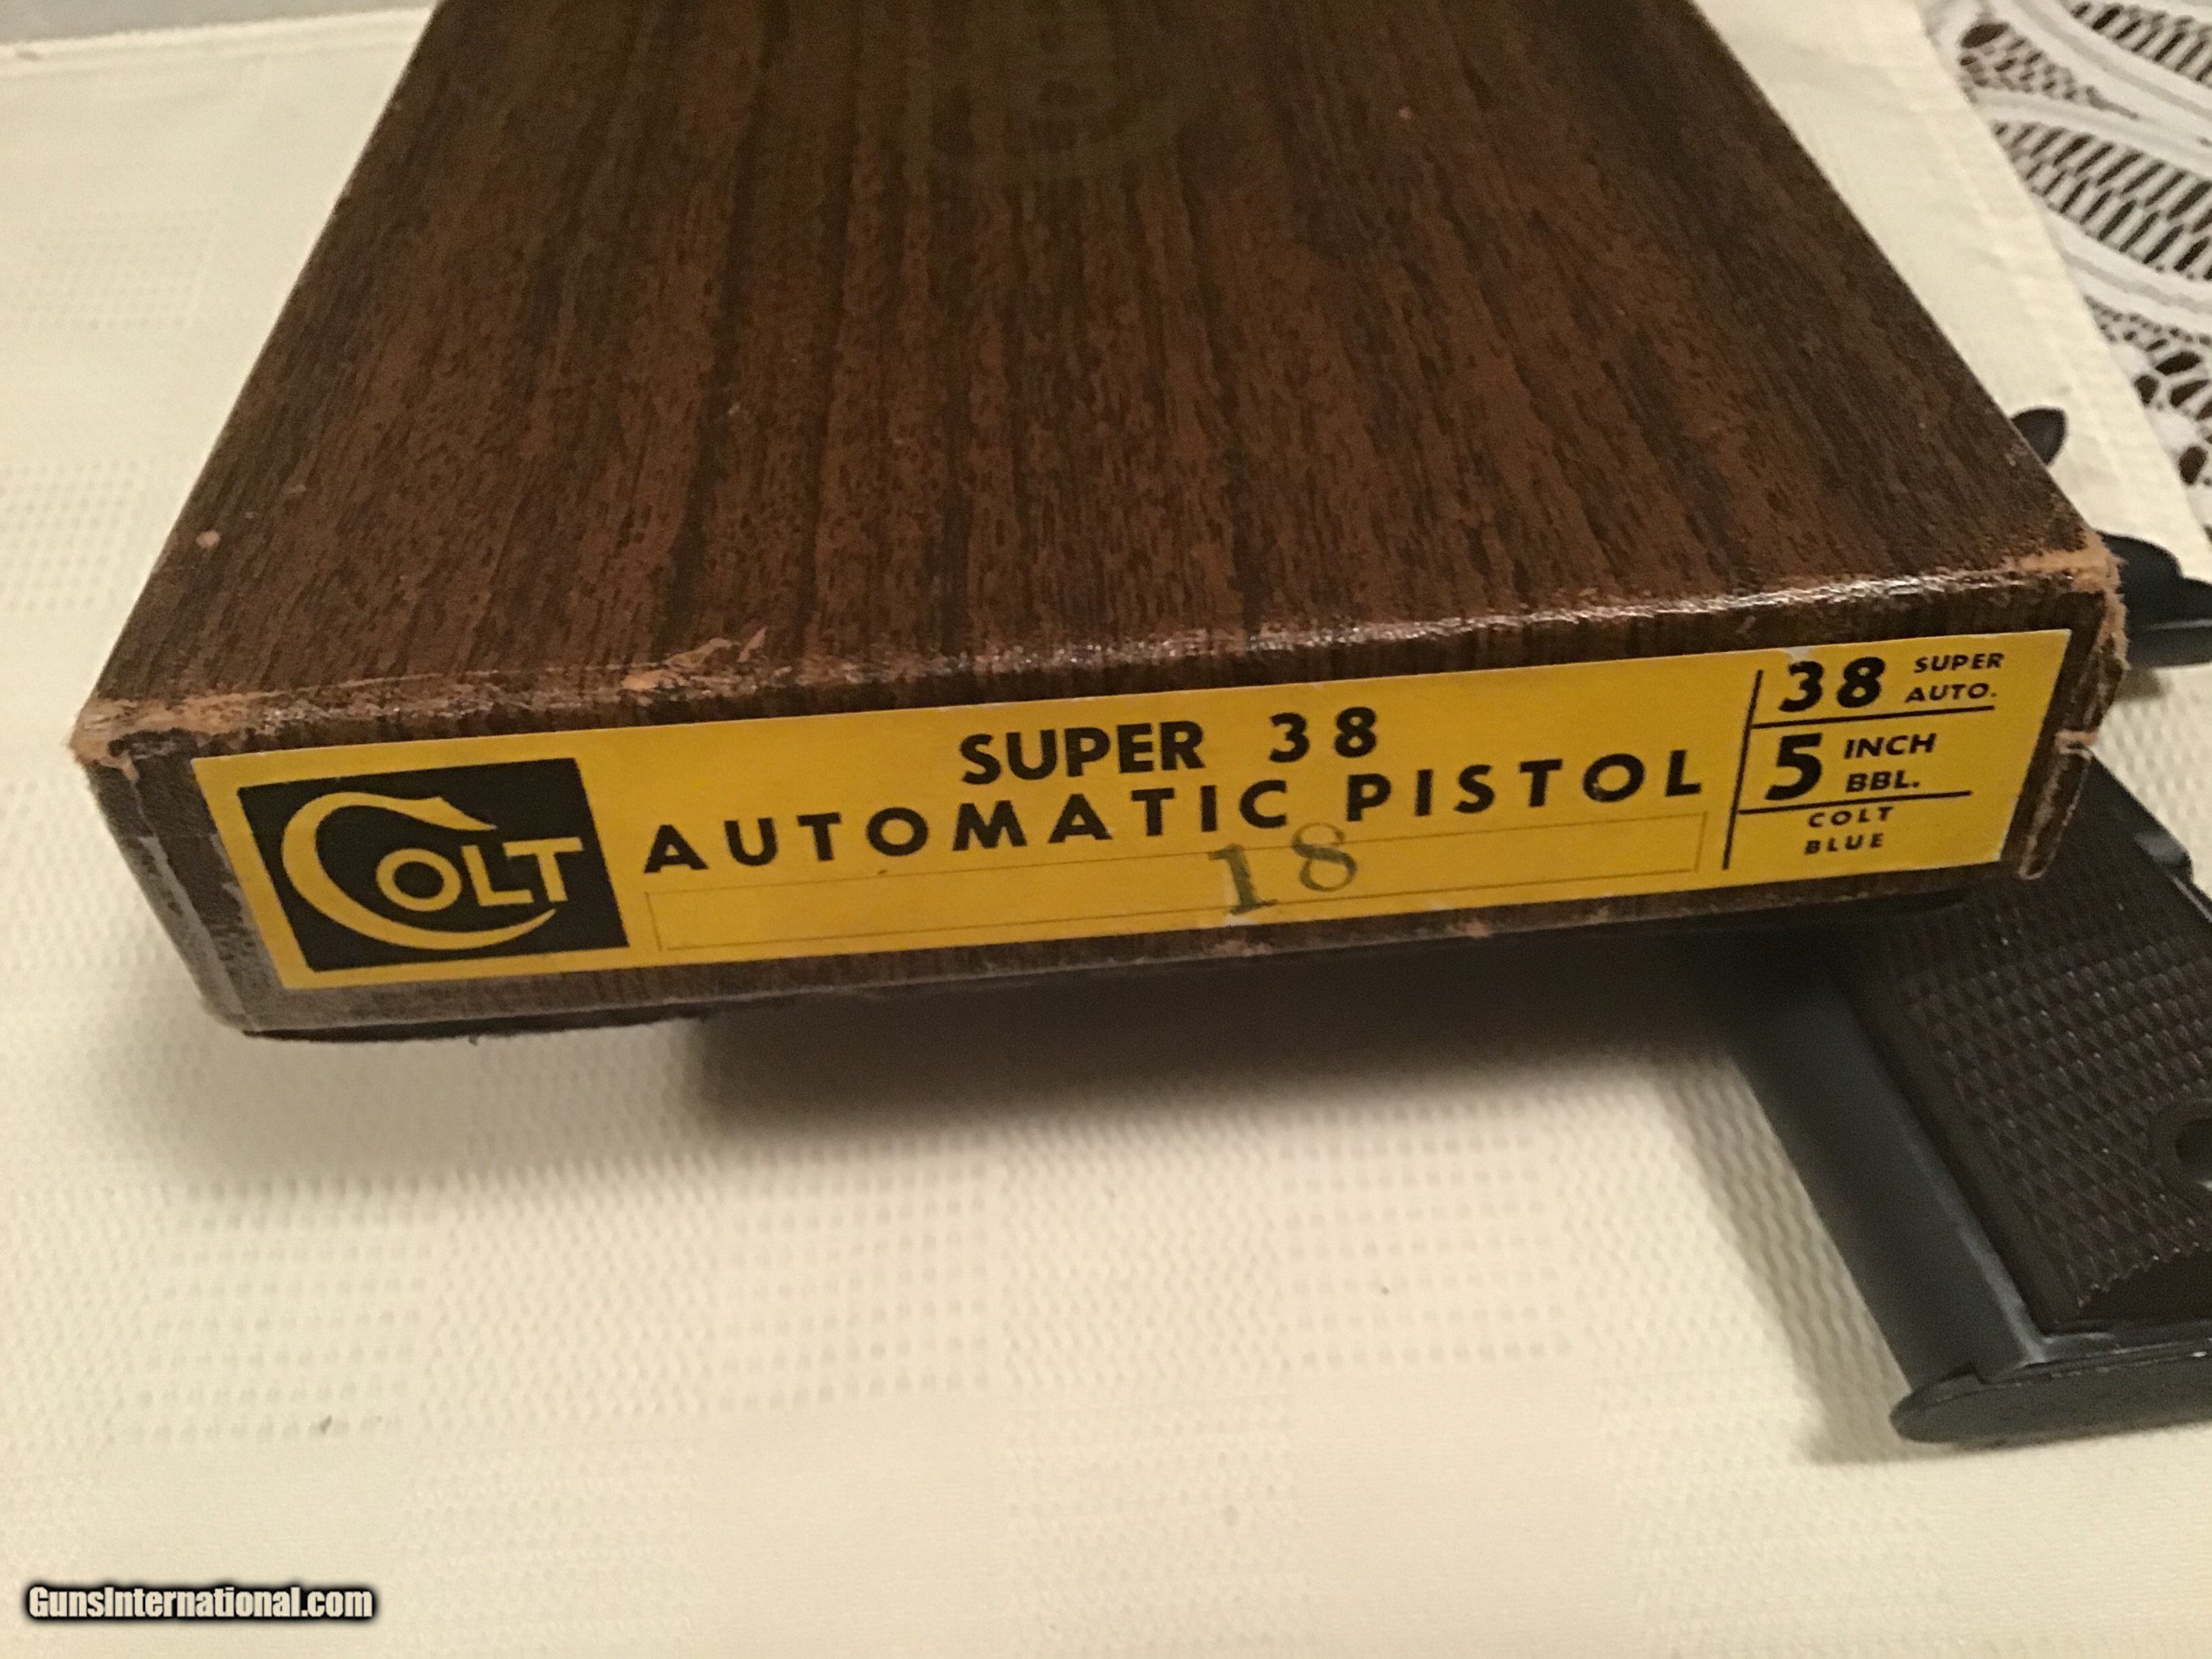 COLT
SUPER 38
AUTOMATIC PISTOL
18
38 SUPER AUTO.
5 INCH BBL.
COLT
BLUE
GunsInternational.com